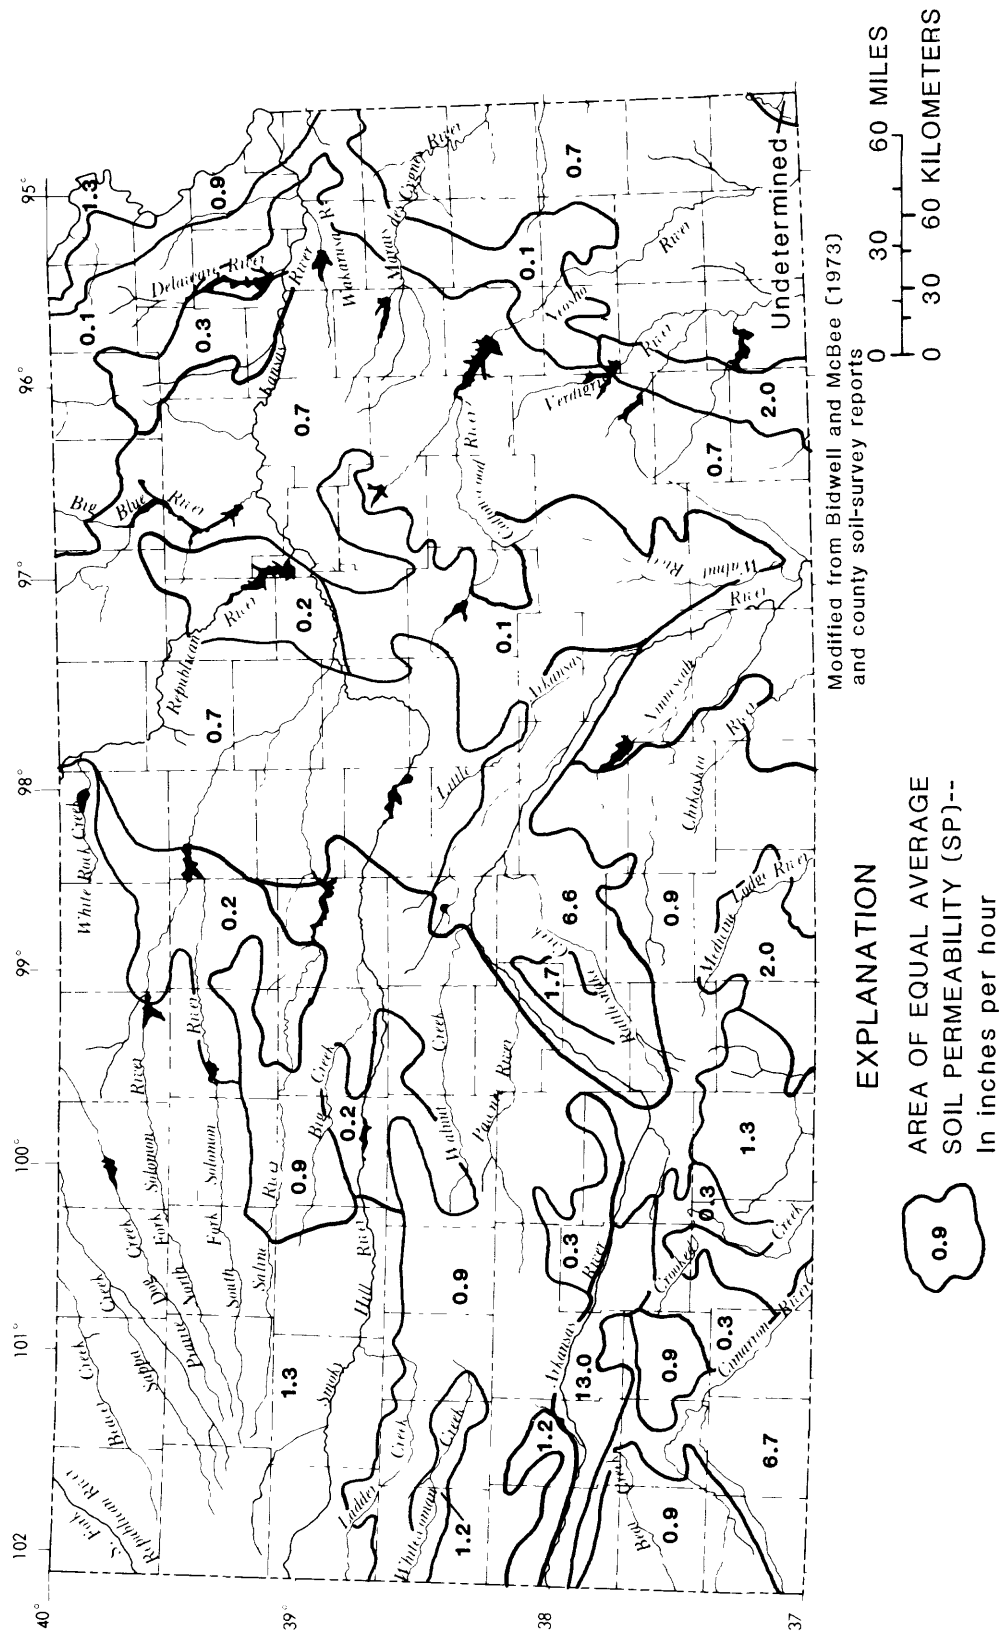 102
101°
100°
99°
98°
97°
96°
95°
40°
39°
38
37
S. Fork
Republican River
Beaver
Creek
Sappa
Creek
Prairie
Dog
Creek
North
Fork
Solomon
River
South
Fork
Solomon
River
Saline
River
Smoky
Hill
River
Ladder
Creek
Whitewoman
Creek
Big
Creek
Walnut
Creek
Pawnee
River
Arkansas
River
Bear
Creek
Cimarron
River
Crooked
Creek
Rattlesnake
Creek
Medicine
Lodge
River
Chikaskia
River
Ninnescah
River
Little
Arkansas
White Rock Creek
Republican
River
Big
Blue
River
Kansas
River
Delaware River
Wakarusa R
Marais des Cygnes River
Cottonwood
River
Neosho
River
Verdigris
River
Walnut
River
1.3
0.9
0.1
0.3
0.7
0.7
0.1
0.2
0.7
0.1
0.7
2.0
Undetermined
0.2
6.6
1.7
0.9
2.0
0.2
0.9
1.3
0.3
0.3
0.9
1.3
13.0
0.9
0.3
1.2
1.2
0.9
6.7
Modified from Bidwell and McBee (1973)
and county soil-survey reports
0 30 60 MILES
0 30 60 KILOMETERS
EXPLANATION
0.9
AREA OF EQUAL AVERAGE
SOIL PERMEABILITY (SP)--
In inches per hour